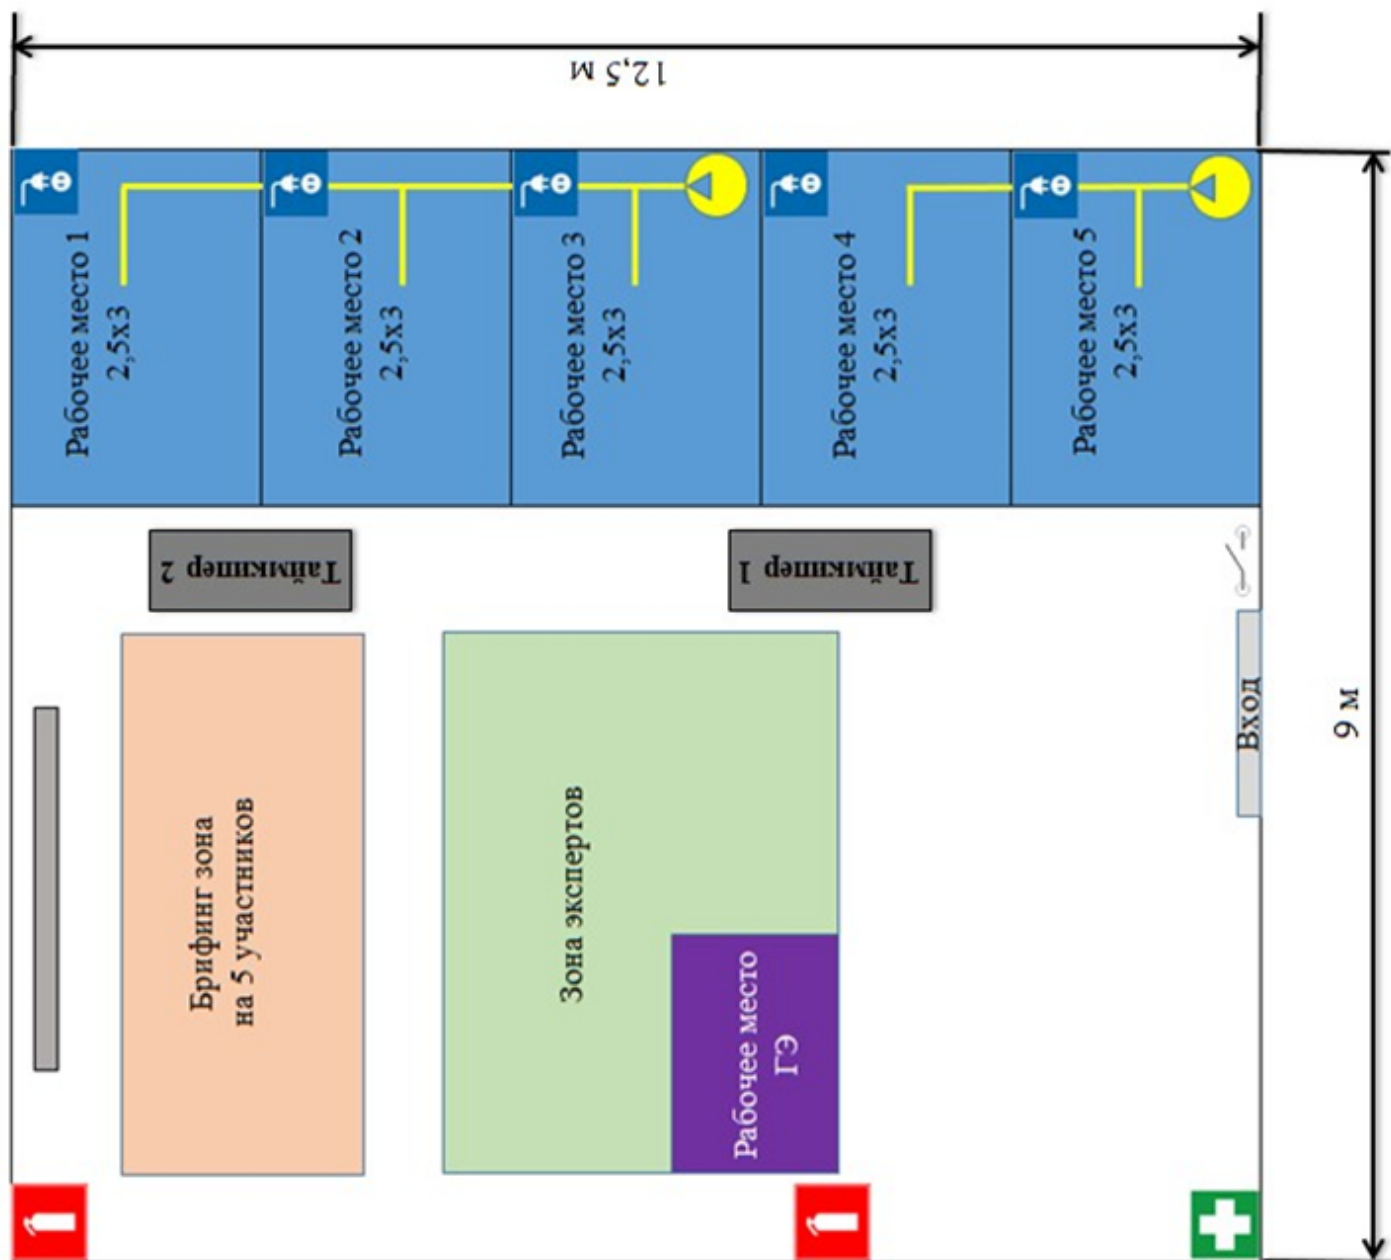 12,5 м
Рабочее место 1
2,5х3
Рабочее место 2
2,5х3
Рабочее место 3
2,5х3
Рабочее место 4
2,5х3
Рабочее место 5
2,5х3
Таймкипер 2
Таймкипер 1
Брифинг зона
на 5 участников
Зона экспертов
Рабочее место
ГЭ
Вход
9 м